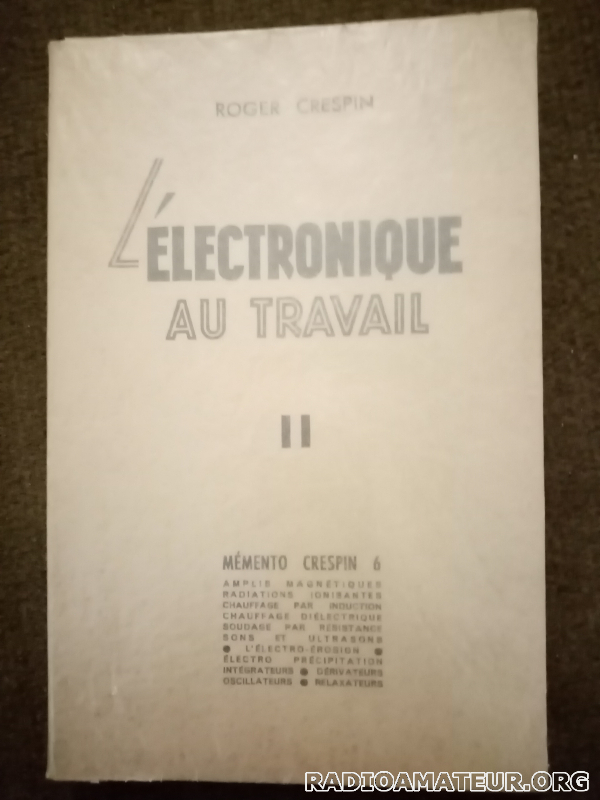 ROGER CRESPIN
L'ÉLECTRONIQUE
AU TRAVAIL
II
MÉMENTO CRESPIN 6
AMPLIS MAGNÉTIQUES
RADIATIONS IONISANTES
CHAUFFAGE PAR INDUCTION
CHAUFFAGE DIÉLECTRIQUE
SOUDAGE PAR RÉSISTANCE
SONS ET ULTRASONS
● L'ÉLECTRO-ÉROSION ●
ÉLECTRO PRÉCIPITATION
INTÉGRATEURS ● DÉRIVATEURS
OSCILLATEURS ● RELAXATEURS
RADIOAMATEUR.ORG